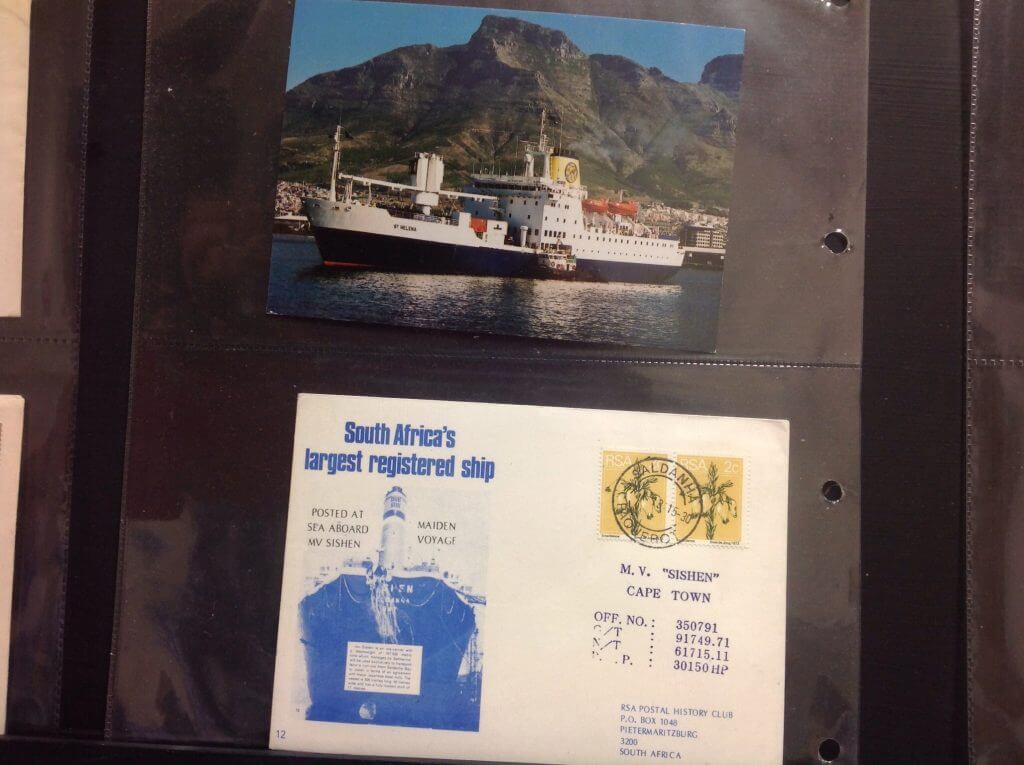 ST HELENA
South Africa's
largest registered ship
POSTED AT
SEA ABOARD
MV SISHEN
MAIDEN
VOYAGE
12
RSA
RSA 2c
SALDANHA
15-30
M.V. "SISHEN"
CAPE TOWN
OFF. NO. : 350791
G/T : 91749.71
N/T : 61715.11
P. : 30150 HP
RSA POSTAL HISTORY CLUB
P.O. BOX 1048
PIETERMARITZBURG
3200
SOUTH AFRICA